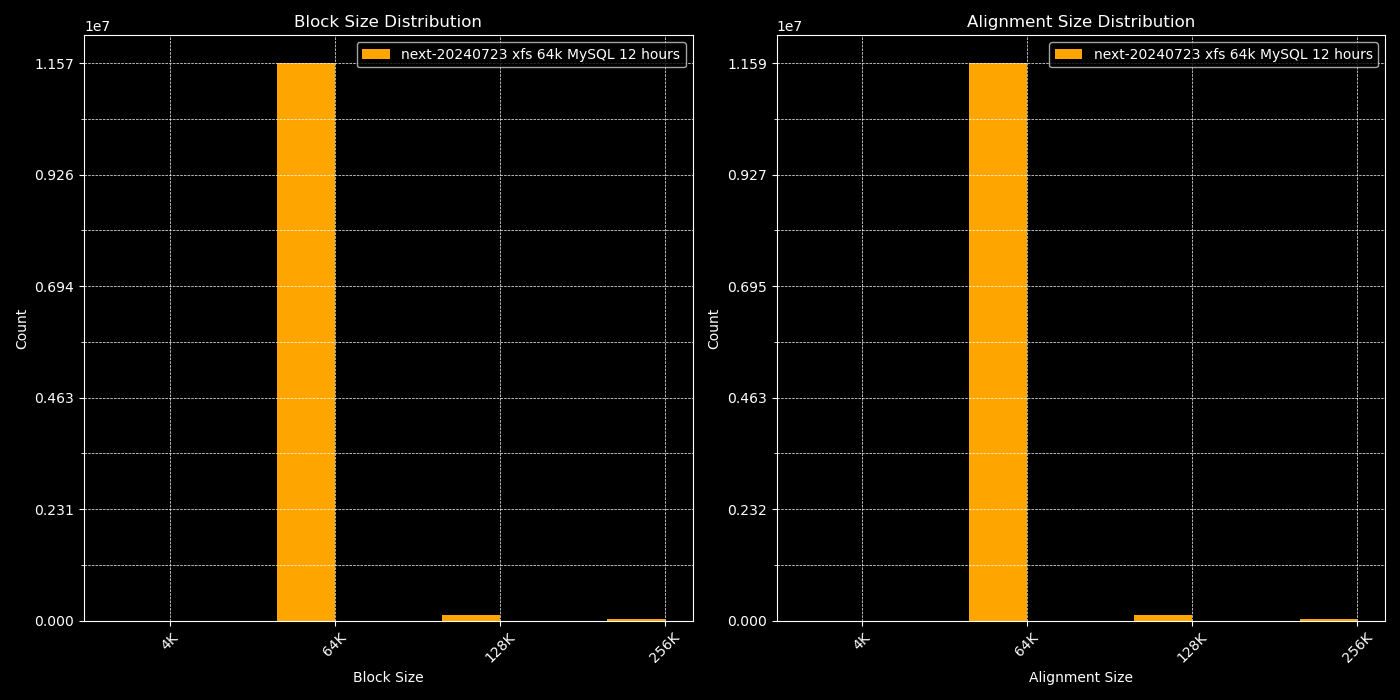 Block Size Distribution
1e7
next-20240723 xfs 64k MySQL 12 hours
1.157
0.926
0.694
0.463
0.231
0.000
Count
4K
64K
128K
256K
Block Size
Alignment Size Distribution
1e7
next-20240723 xfs 64k MySQL 12 hours
1.159
0.927
0.695
0.463
0.232
0.000
Count
4K
64K
128K
256K
Alignment Size